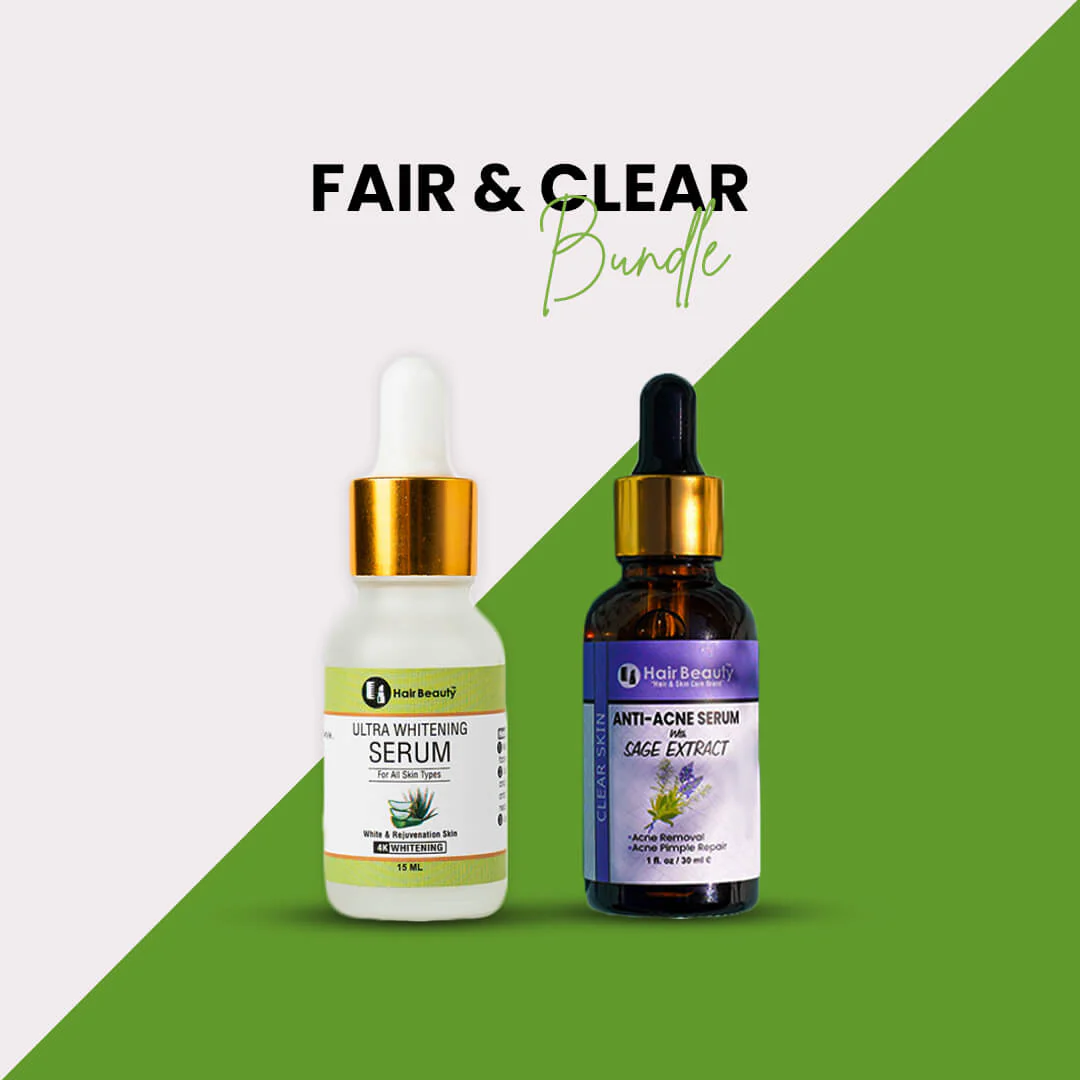 FAIR & CLEAR
Bundle
Hair Beauty
ULTRA WHITENING
SERUM
For All Skin Types
White & Rejuvenation Skin
4K WHITENING
15 ML
Hair Beauty
"Hair & Skin Care Brand"
CLEAR SKIN
ANTI-ACNE SERUM
With
SAGE EXTRACT
•Acne Removal
•Acne Pimple Repair
1 fl. oz / 30 ml e